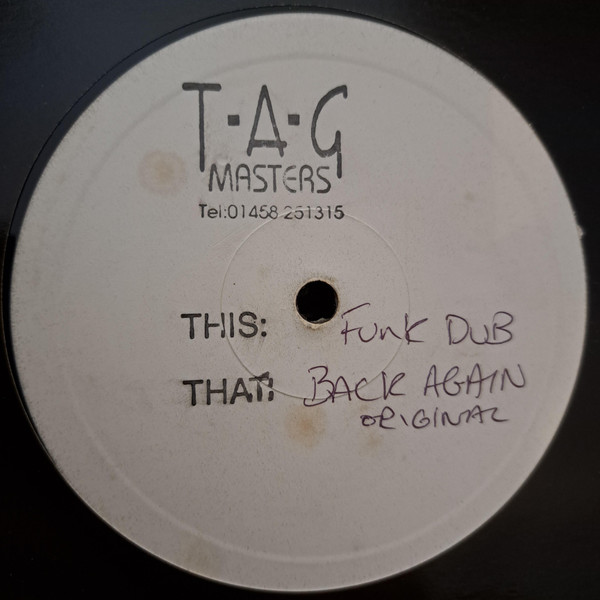 T·A·G
MASTERS
Tel:01458 251315
THIS: FUNK DUB
THAT: BACK AGAIN
ORIGINAL